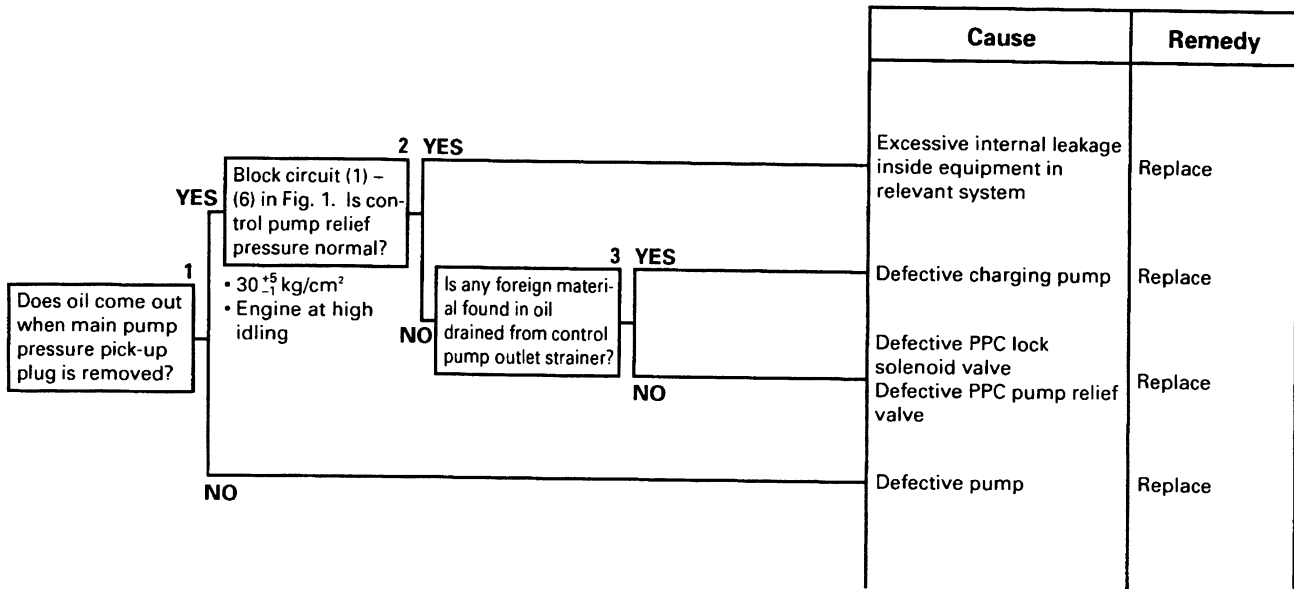 Cause
Remedy
1
Does oil come out
when main pump
pressure pick-up
plug is removed?
YES
2
Block circuit (1) –
(6) in Fig. 1. Is con-
trol pump relief
pressure normal?
• 30 +5 −1 kg/cm²
• Engine at high
idling
YES
Excessive internal leakage
inside equipment in
relevant system
Replace
NO
3
Is any foreign materi-
al found in oil
drained from control
pump outlet strainer?
YES
Defective charging pump
Replace
NO
Defective PPC lock
solenoid valve
Defective PPC pump relief
valve
Replace
NO
Defective pump
Replace